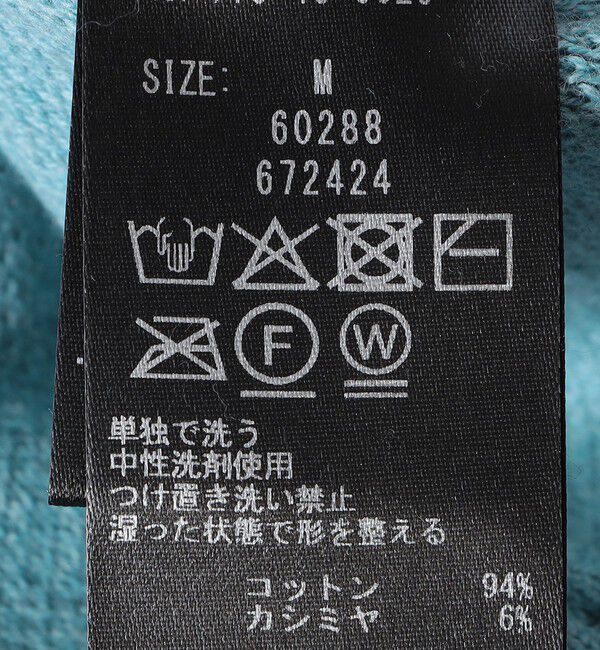 SIZE: M
60288
672424
F W
単独で洗う
中性洗剤使用
つけ置き洗い禁止
湿った状態で形を整える
コットン 94%
カシミヤ 6%